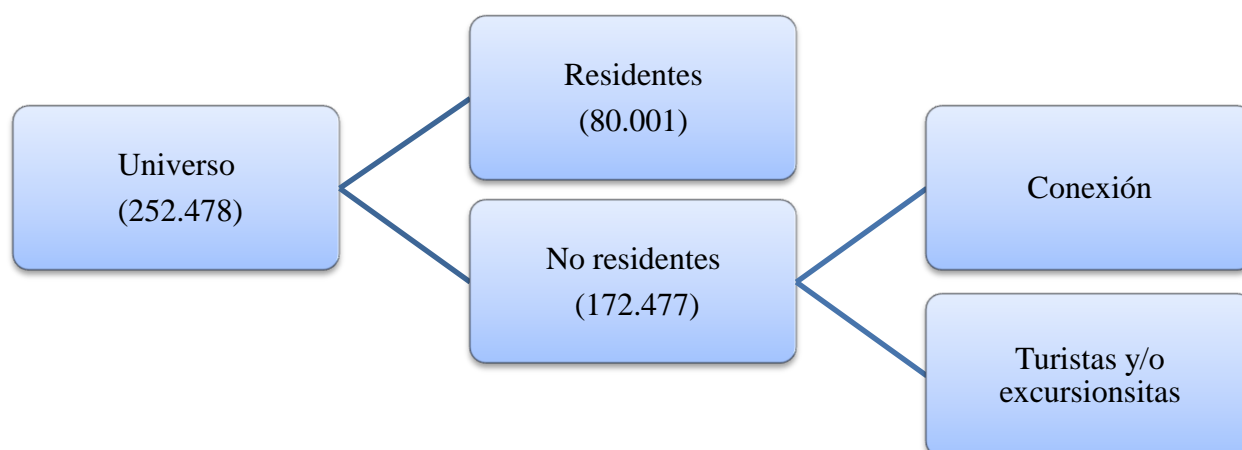 Universo
(252.478)
Residentes
(80.001)
No residentes
(172.477)
Conexión
Turistas y/o
excursionsitas